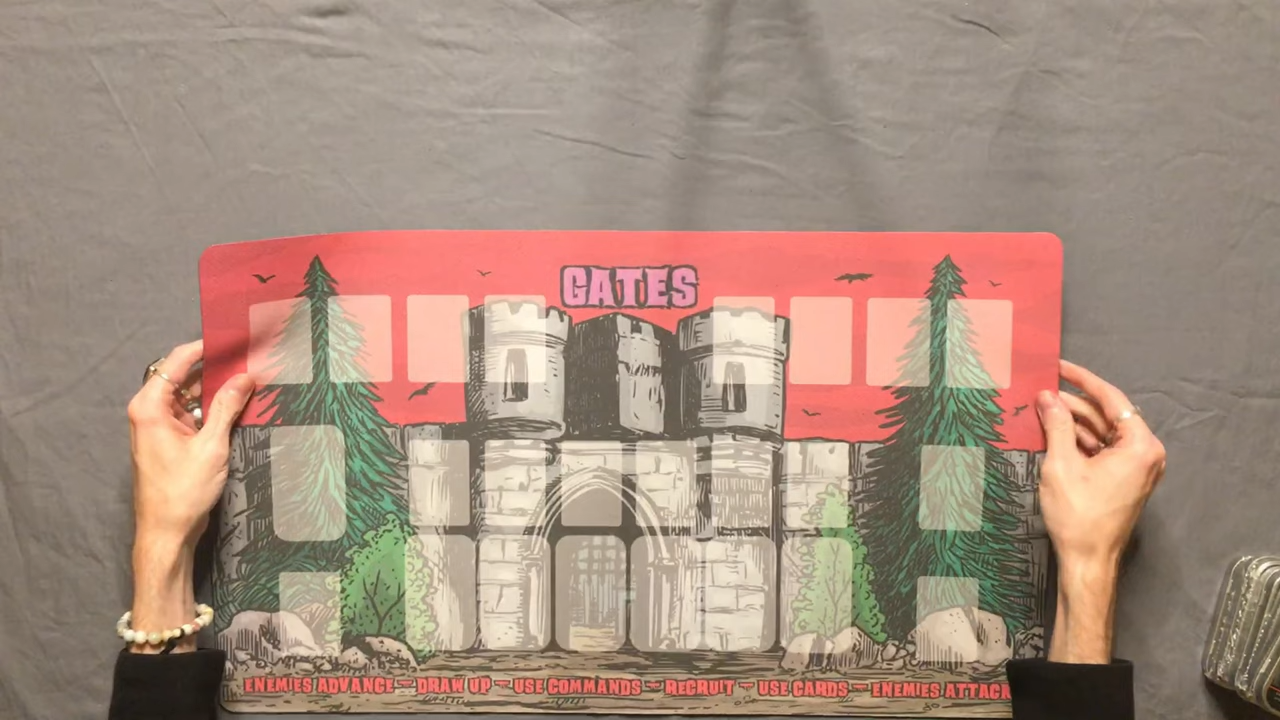 GATES
ENEMIES ADVANCE - DRAW UP - USE COMMANDS - RECRUIT - USE CARDS - ENEMIES ATTACK